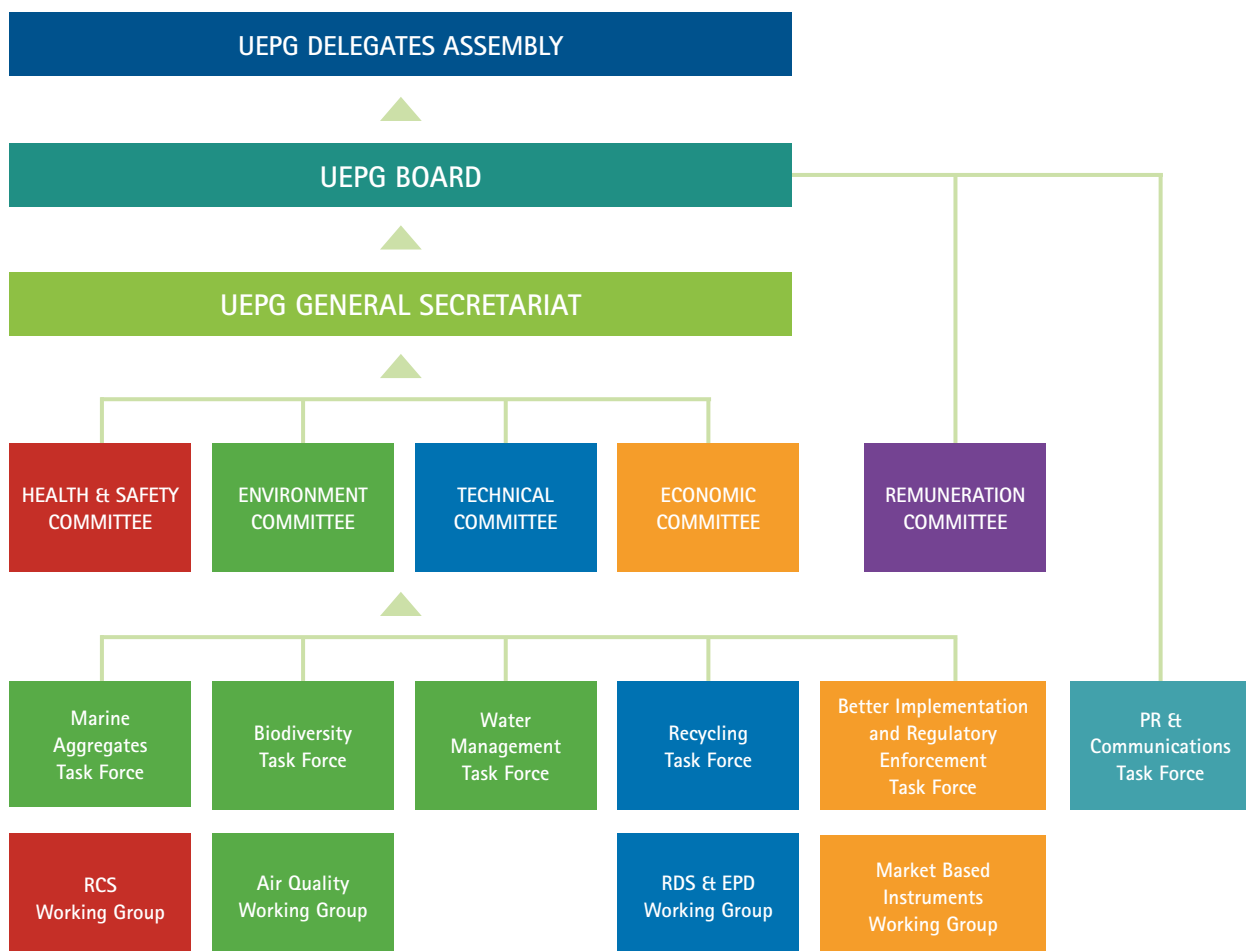 UEPG DELEGATES ASSEMBLY
UEPG BOARD
UEPG GENERAL SECRETARIAT
HEALTH & SAFETY
COMMITTEE
ENVIRONMENT
COMMITTEE
TECHNICAL
COMMITTEE
ECONOMIC
COMMITTEE
REMUNERATION
COMMITTEE
Marine
Aggregates
Task Force
Biodiversity
Task Force
Water
Management
Task Force
Recycling
Task Force
Better Implementation
and Regulatory
Enforcement
Task Force
PR &
Communications
Task Force
RCS
Working Group
Air Quality
Working Group
RDS & EPD
Working Group
Market Based
Instruments
Working Group